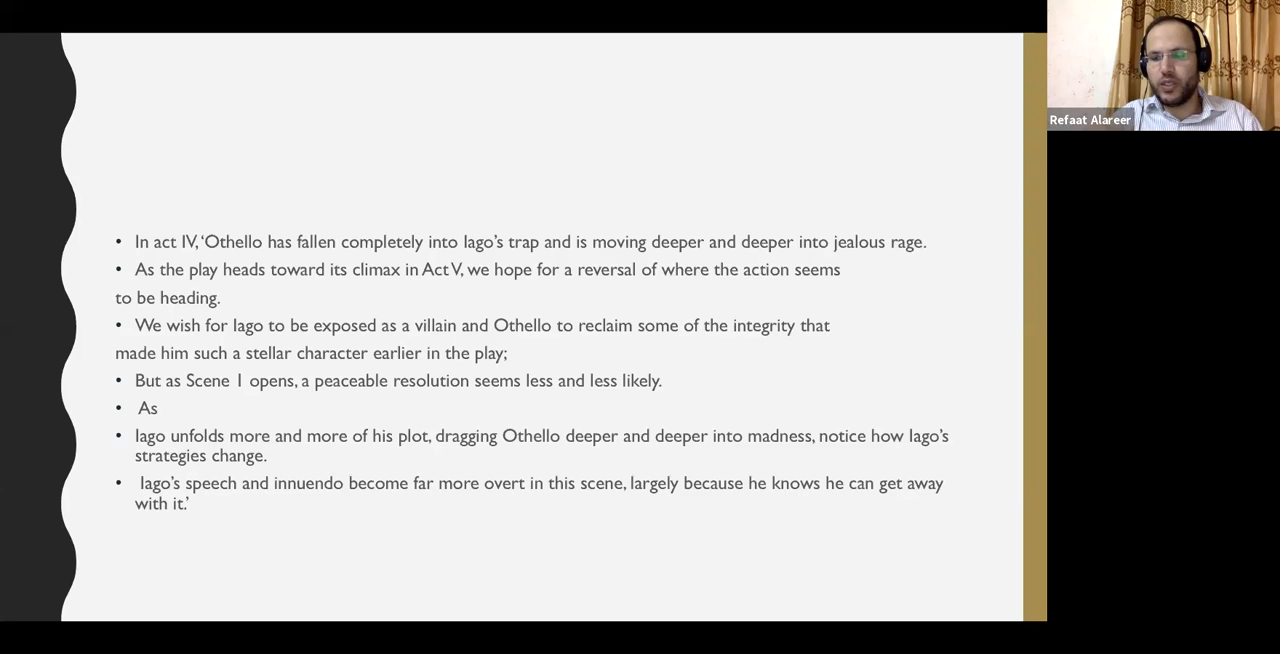 Refaat Alareer
• In act IV, ‘Othello has fallen completely into Iago’s trap and is moving deeper and deeper into jealous rage.
• As the play heads toward its climax in Act V, we hope for a reversal of where the action seems
to be heading.
• We wish for Iago to be exposed as a villain and Othello to reclaim some of the integrity that
made him such a stellar character earlier in the play;
• But as Scene 1 opens, a peaceable resolution seems less and less likely.
• As
• Iago unfolds more and more of his plot, dragging Othello deeper and deeper into madness, notice how Iago’s
strategies change.
• Iago’s speech and innuendo become far more overt in this scene, largely because he knows he can get away
with it.’